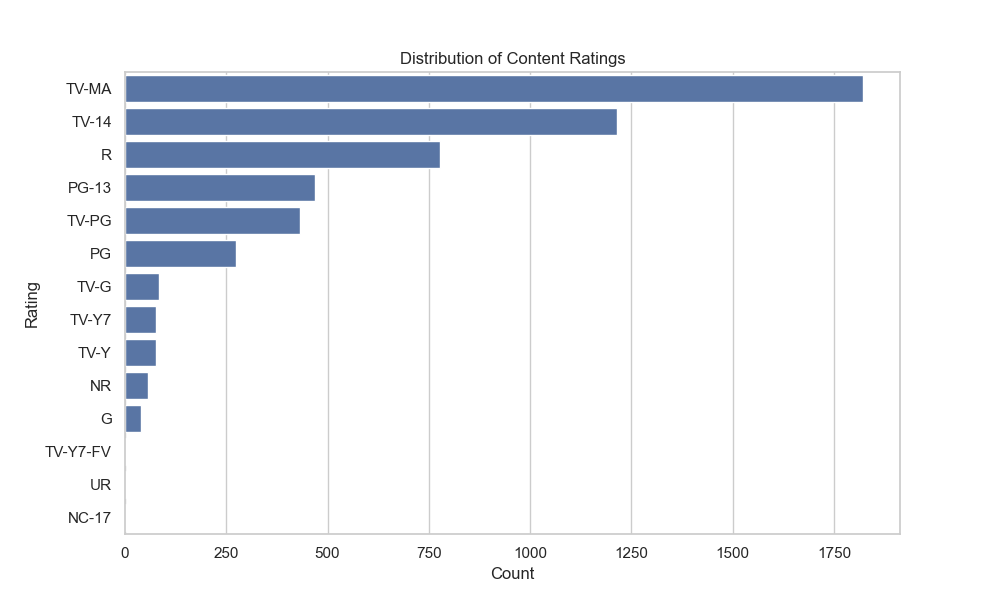 Distribution of Content Ratings
TV-MA
TV-14
R
PG-13
TV-PG
PG
TV-G
TV-Y7
TV-Y
NR
G
TV-Y7-FV
UR
NC-17
Rating
0 250 500 750 1000 1250 1500 1750
Count